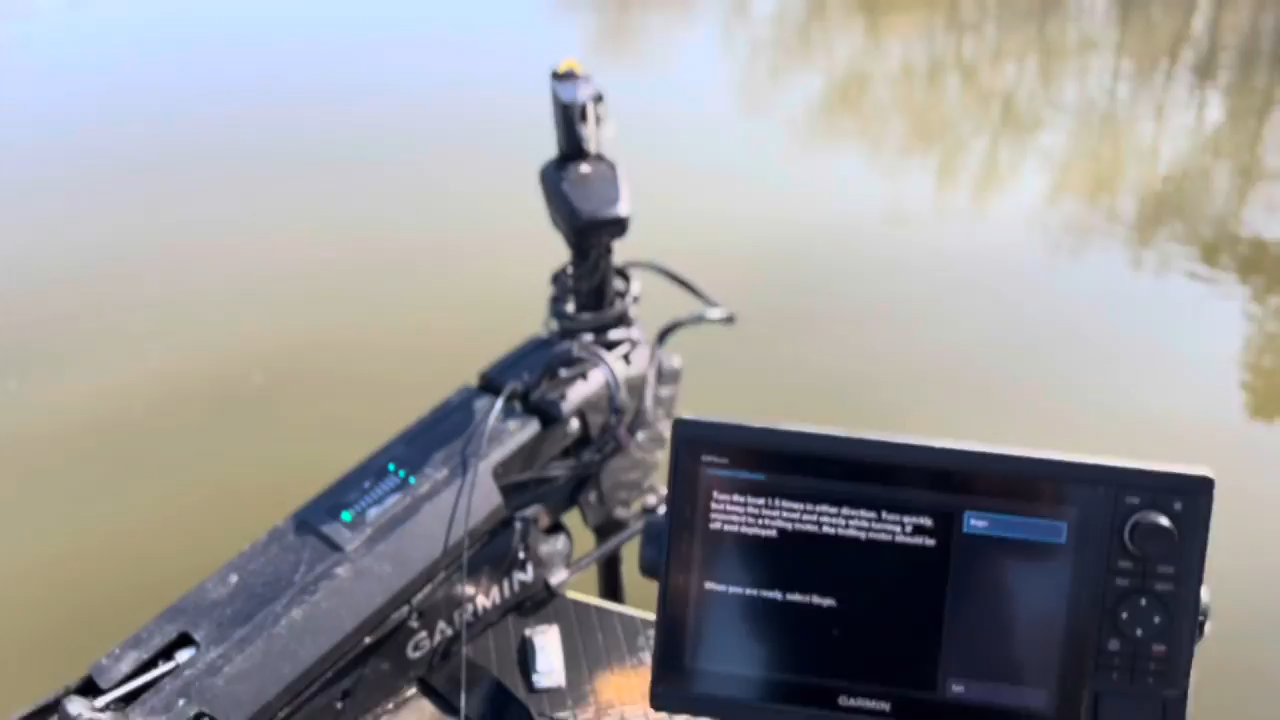 Turn the boat 1.5 times in either direction. Turn quickly
but keep the boat level and steady while turning. If
mounted to a trolling motor, the trolling motor should be
off and deployed.
Begin
When you are ready, select Begin.
GARMIN
GARMIN